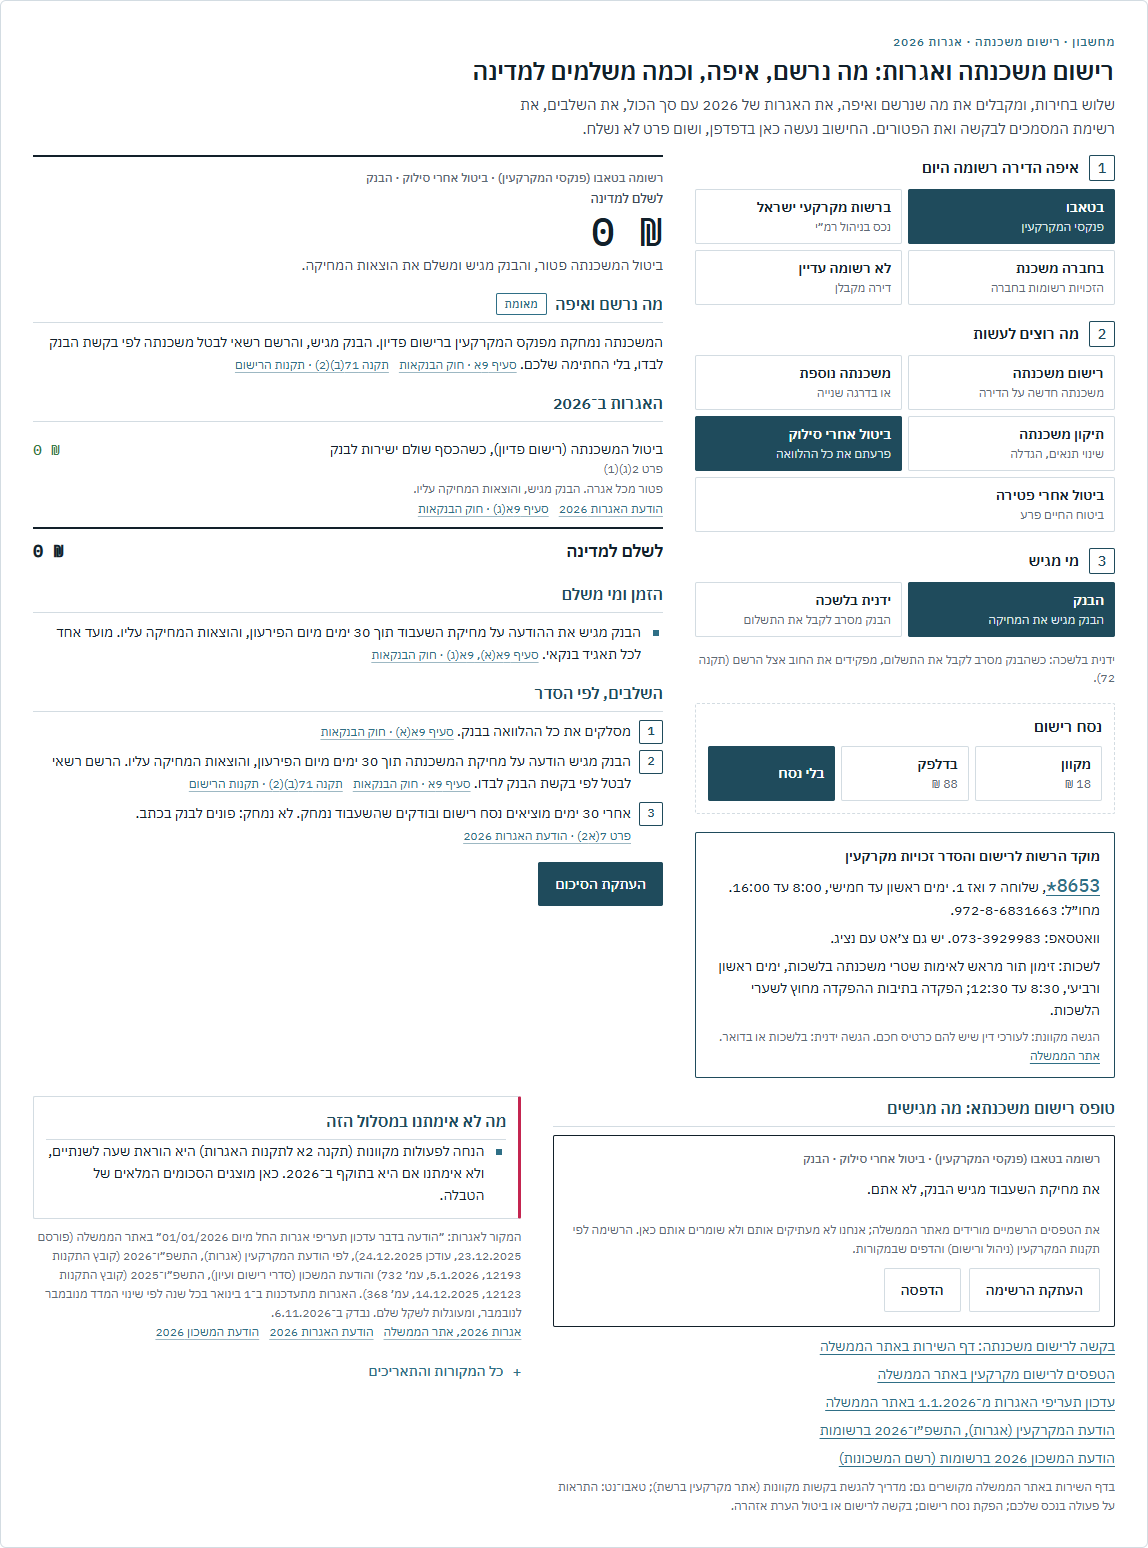 מחשבון · רישום משכנתה · אגרות 2026
רישום משכנתה ואגרות: מה נרשם, איפה, וכמה משלמים למדינה
שלוש בחירות, ומקבלים את מה שנרשם ואיפה, את האגרות של 2026 עם סך הכול, את השלבים, את
רשימת המסמכים לבקשה ואת הפטורים. החישוב נעשה כאן בדפדפן, ושום פרט לא נשלח.
1 איפה הדירה רשומה היום
בטאבו
פנקסי המקרקעין
ברשות מקרקעי ישראל
נכס בניהול רמ״י
בחברה משכנת
הזכויות רשומות בחברה
לא רשומה עדיין
דירה מקבלן
2 מה רוצים לעשות
רישום משכנתה
משכנתה חדשה על הדירה
משכנתה נוספת
או בדרגה שנייה
תיקון משכנתה
שינוי תנאים, הגדלה
ביטול אחרי סילוק
פרעתם את כל ההלוואה
ביטול אחרי פטירה
ביטוח החיים פרע
3 מי מגיש
הבנק
הבנק מגיש את המחיקה
ידנית בלשכה
הבנק מסרב לקבל את התשלום
ידנית בלשכה: כשהבנק מסרב לקבל את התשלום, מפקידים את החוב אצל הרשם (תקנה
72).
נסח רישום
מקוון
18 ₪
בדלפק
88 ₪
בלי נסח
מוקד הרשות לרישום והסדר זכויות מקרקעין
*8653, שלוחה 7 ואז 1. ימים ראשון עד חמישי, 8:00 עד 16:00.
מחו״ל: 972-8-6831663.
וואטסאפ: 073-3929983. יש גם צ׳אט עם נציג.
לשכות: זימון תור מראש לאימות שטרי משכנתה בלשכות, ימים ראשון
ורביעי, 8:30 עד 12:30; הפקדה בתיבות ההפקדה מחוץ לשערי
הלשכות.
הגשה מקוונת: לעורכי דין שיש להם כרטיס חכם. הגשה ידנית: בלשכות או בדואר.
אתר הממשלה
רשומה בטאבו (פנקסי המקרקעין) · ביטול אחרי סילוק · הבנק
לשלם למדינה
₪ 0
ביטול המשכנתה פטור, והבנק מגיש ומשלם את הוצאות המחיקה.
מה נרשם ואיפה מאומת
המשכנתה נמחקת מפנקס המקרקעין ברישום פדיון. הבנק מגיש, והרשם רשאי לבטל משכנתה לפי בקשת הבנק
לבדו, בלי החתימה שלכם. סעיף 9א · חוק הבנקאות תקנה 71(ב)(2) · תקנות הרישום
האגרות ב־2026
ביטול המשכנתה (רישום פדיון), כשהכסף שולם ישירות לבנק ₪ 0
פרט 2(ג)(1)
פטור מכל אגרה. הבנק מגיש, והוצאות המחיקה עליו.
הודעת האגרות 2026 סעיף 9א(ג) · חוק הבנקאות
לשלם למדינה ₪ 0
הזמן ומי משלם
הבנק מגיש את ההודעה על מחיקת השעבוד תוך 30 ימים מיום הפירעון, והוצאות המחיקה עליו. מועד אחד
לכל תאגיד בנקאי. סעיף 9א(א), 9א(ג) · חוק הבנקאות
השלבים, לפי הסדר
1 מסלקים את כל ההלוואה בבנק. סעיף 9א(א) · חוק הבנקאות
2 הבנק מגיש הודעה על מחיקת המשכנתה תוך 30 ימים מיום הפירעון, והוצאות המחיקה עליו. הרשם רשאי
לבטל לפי בקשת הבנק לבדו. סעיף 9א · חוק הבנקאות תקנה 71(ב)(2) · תקנות הרישום
3 אחרי 30 ימים מוציאים נסח רישום ובודקים שהשעבוד נמחק. לא נמחק: פונים לבנק בכתב.
פרט 7(א2) · הודעת האגרות 2026
העתקת הסיכום
טופס רישום משכנתא: מה מגישים
רשומה בטאבו (פנקסי המקרקעין) · ביטול אחרי סילוק · הבנק
את מחיקת השעבוד מגיש הבנק, לא אתם.
את הטפסים הרשמיים מורידים מאתר הממשלה; אנחנו לא מעתיקים אותם ולא שומרים אותם כאן. הרשימה לפי
תקנות המקרקעין (ניהול ורישום) והדפים שבמקורות.
העתקת הרשימה
הדפסה
בקשה לרישום משכנתה: דף השירות באתר הממשלה
הטפסים לרישום מקרקעין באתר הממשלה
עדכון תעריפי האגרות מ־1.1.2026 באתר הממשלה
הודעת המקרקעין (אגרות), התשפ״ו־2026 ברשומות
הודעת המשכון 2026 ברשומות (רשם המשכונות)
בדף השירות באתר הממשלה מקושרים גם: מדריך להגשת בקשות מקוונות (אתר מקרקעין ברשת); טאבו־נט: התראות
על פעולה בנכס שלכם; הפקת נסח רישום; בקשה לרישום או ביטול הערת אזהרה.
מה לא אימתנו במסלול הזה
הנחה לפעולות מקוונות (תקנה 2א לתקנות האגרות) היא הוראת שעה לשנתיים,
ולא אימתנו אם היא בתוקף ב־2026. כאן מוצגים הסכומים המלאים של
הטבלה.
המקור לאגרות: ״הודעה בדבר עדכון תעריפי אגרות החל מיום 01/01/2026״ באתר הממשלה (פורסם
23.12.2025, עודכן 24.12.2025), לפי הודעת המקרקעין (אגרות), התשפ״ו־2026 (קובץ התקנות
12193, 5.1.2026, עמ׳ 732) והודעת המשכון (סדרי רישום ועיון), התשפ״ו־2025 (קובץ התקנות
12123, 14.12.2025, עמ׳ 368). האגרות מתעדכנות ב־1 בינואר בכל שנה לפי שינוי המדד מנובמבר
לנובמבר, ומעוגלות לשקל שלם. נבדק ב־6.11.2026.
אגרות 2026, אתר הממשלה הודעת האגרות 2026 הודעת המשכון 2026
+ כל המקורות והתאריכים